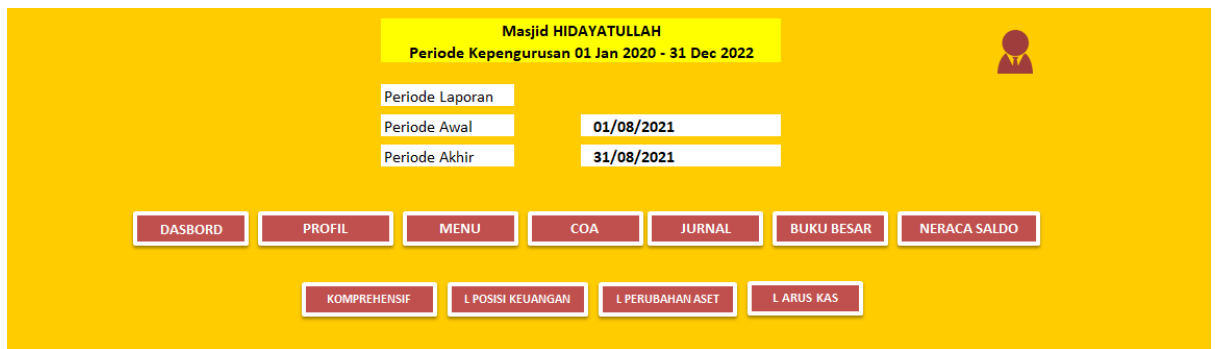 Masjid HIDAYATULLAH
Periode Kepengurusan 01 Jan 2020 - 31 Dec 2022
Periode Laporan
Periode Awal 01/08/2021
Periode Akhir 31/08/2021
DASBORD PROFIL MENU COA JURNAL BUKU BESAR NERACA SALDO
KOMPREHENSIF L POSISI KEUANGAN L PERUBAHAN ASET L ARUS KAS